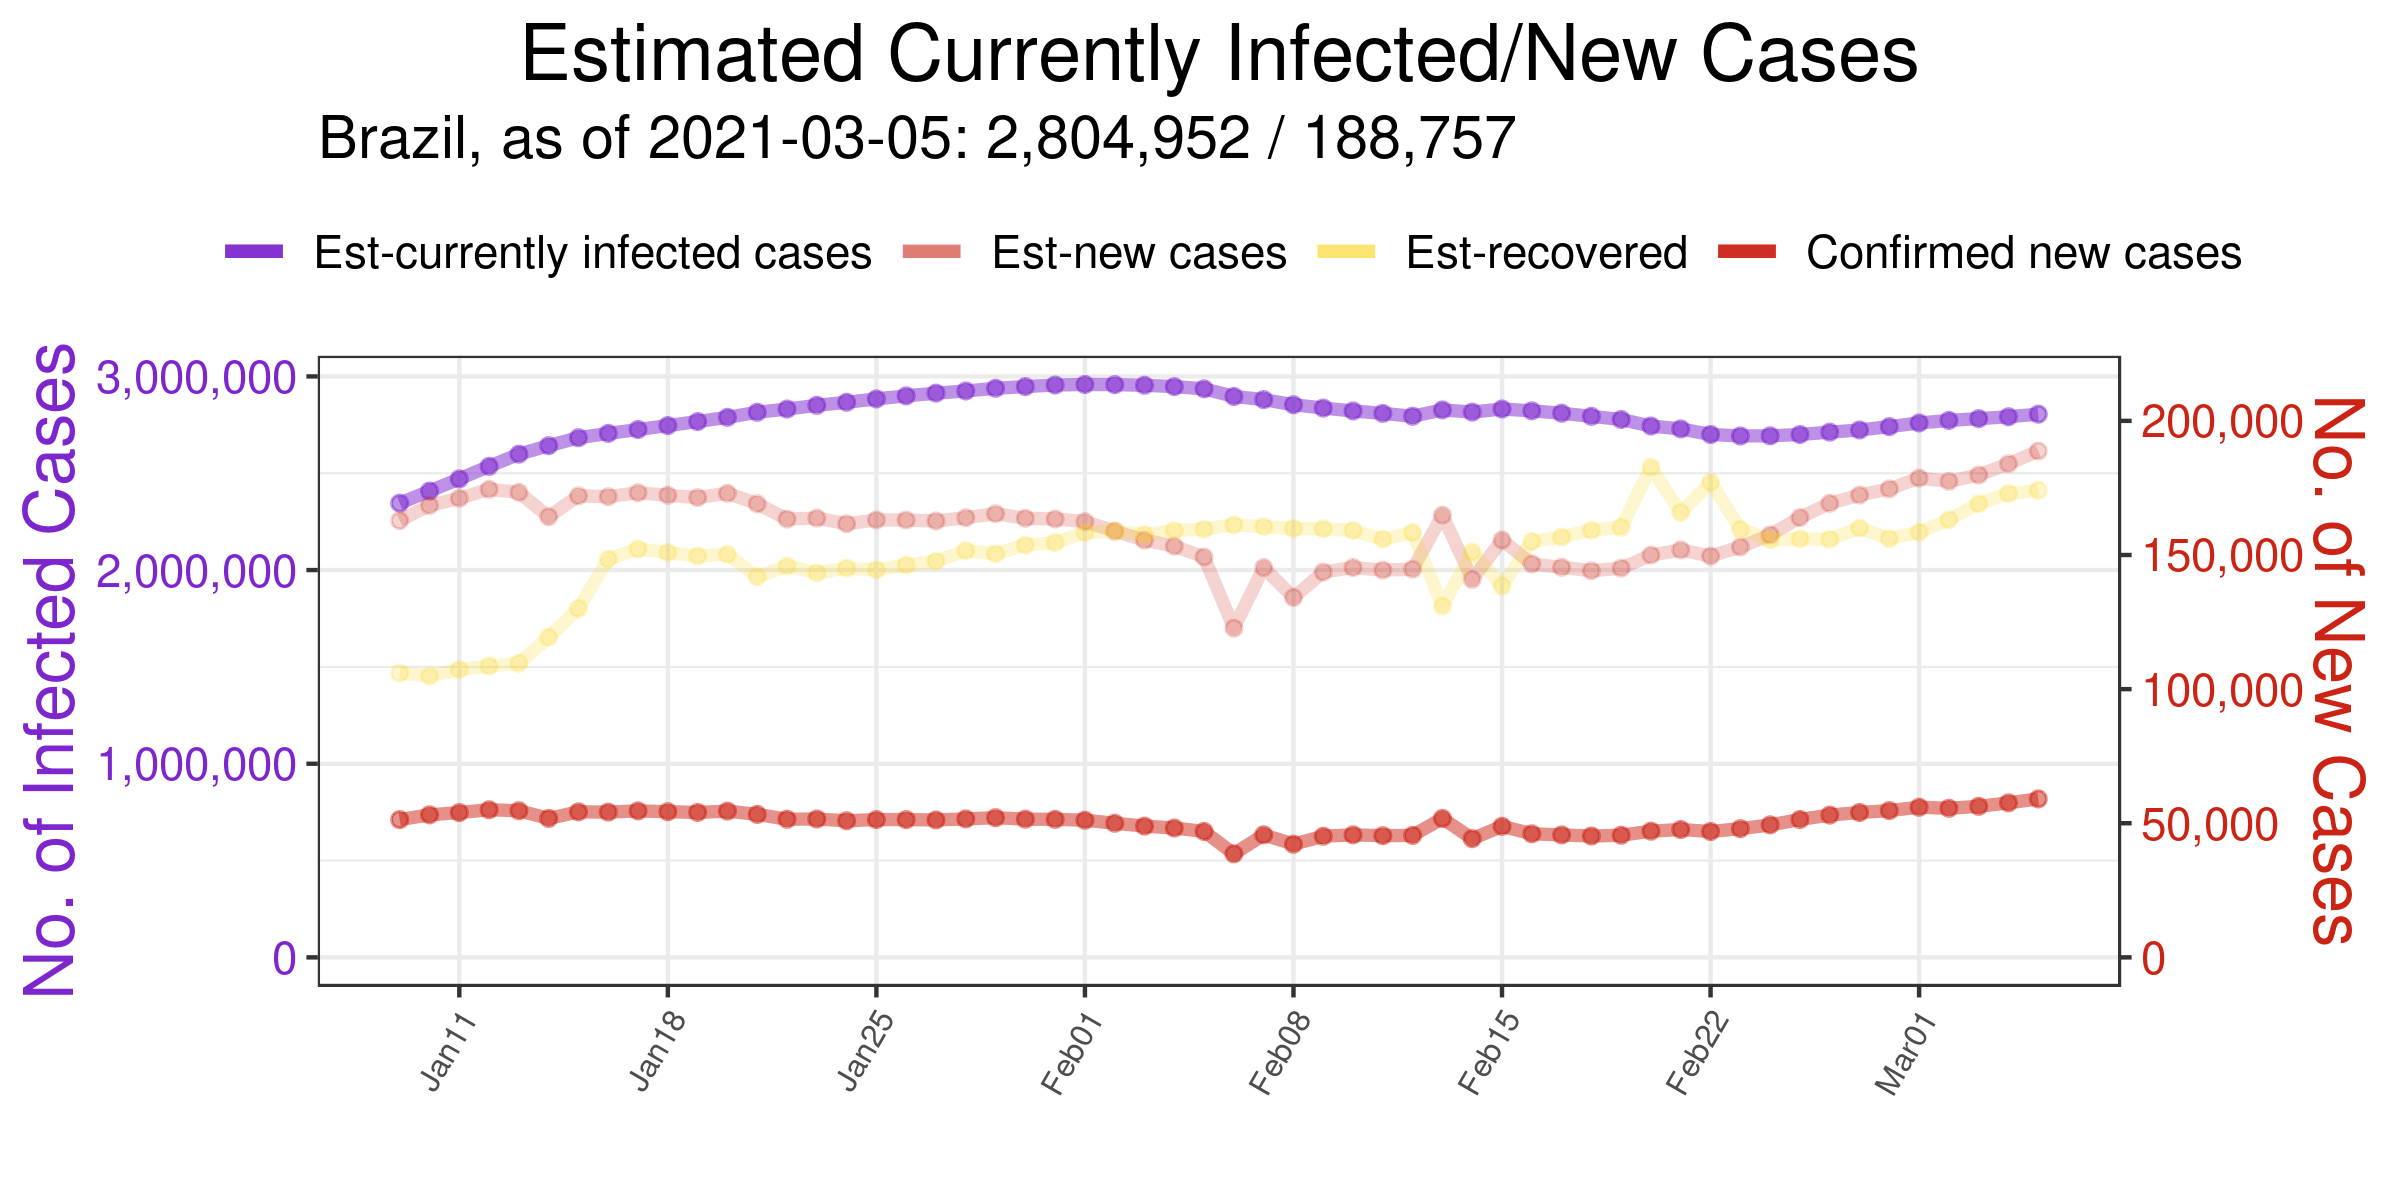 Estimated Currently Infected/New Cases
Brazil, as of 2021-03-05: 2,804,952 / 188,757
Est-currently infected cases Est-new cases Est-recovered Confirmed new cases
No. of Infected Cases
3,000,000
2,000,000
1,000,000
0
200,000
150,000
100,000
50,000
0
No. of New Cases
Jan11 Jan18 Jan25 Feb01 Feb08 Feb15 Feb22 Mar01